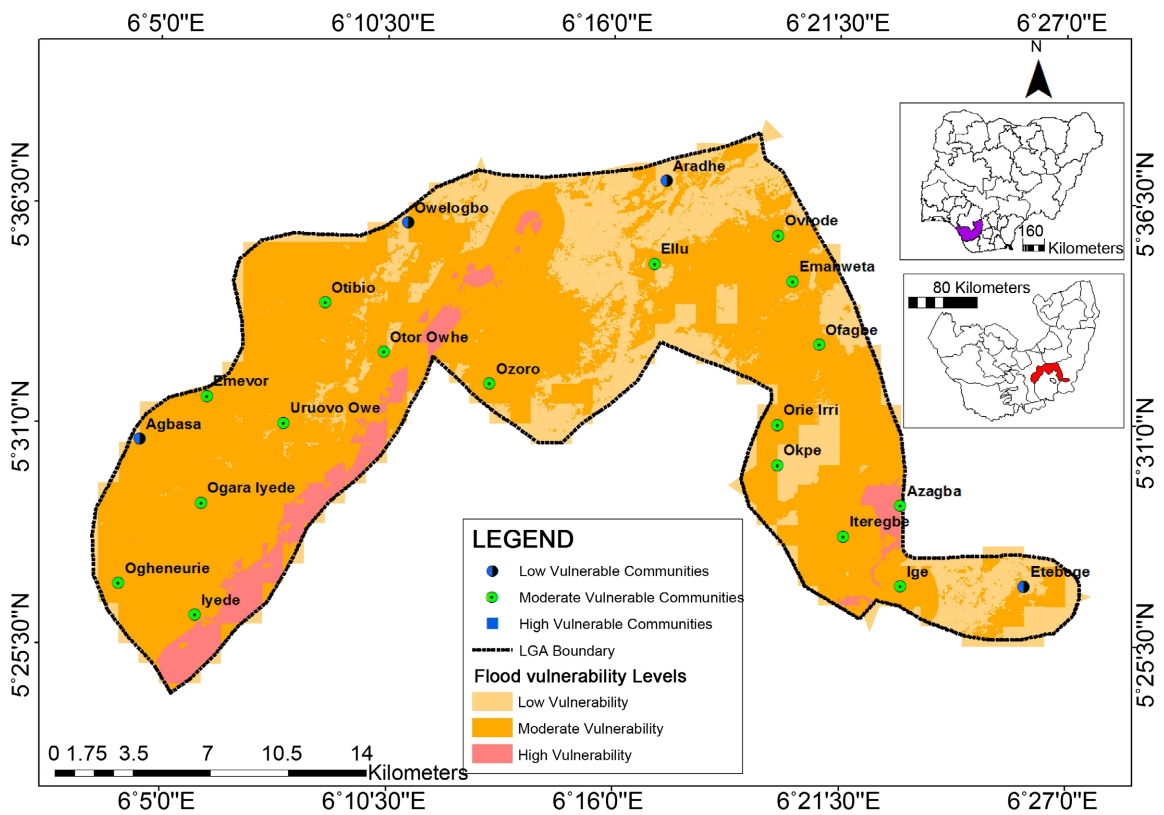 6°5'0"E 6°10'30"E 6°16'0"E 6°21'30"E 6°27'0"E
N
5°36'30"N
5°31'0"N
5°25'30"N
5°36'30"N
5°31'0"N
5°25'30"N
160
Kilometers
80 Kilometers
Aradhe
Owelogbo
Ovrode
Ellu
Emahweta
Otibio
Ofagbe
Otor Owhe
Ozoro
Emevor
Uruovo Owe
Orie Irri
Agbasa
Okpe
Ogara Iyede
Azagba
Iteregbe
Ogheneurie
Ige
Etebege
Iyede
LEGEND
Low Vulnerable Communities
Moderate Vulnerable Communities
High Vulnerable Communities
LGA Boundary
Flood vulnerability Levels
Low Vulnerability
Moderate Vulnerability
High Vulnerability
0 1.75 3.5 7 10.5 14
Kilometers
6°5'0"E 6°10'30"E 6°16'0"E 6°21'30"E 6°27'0"E